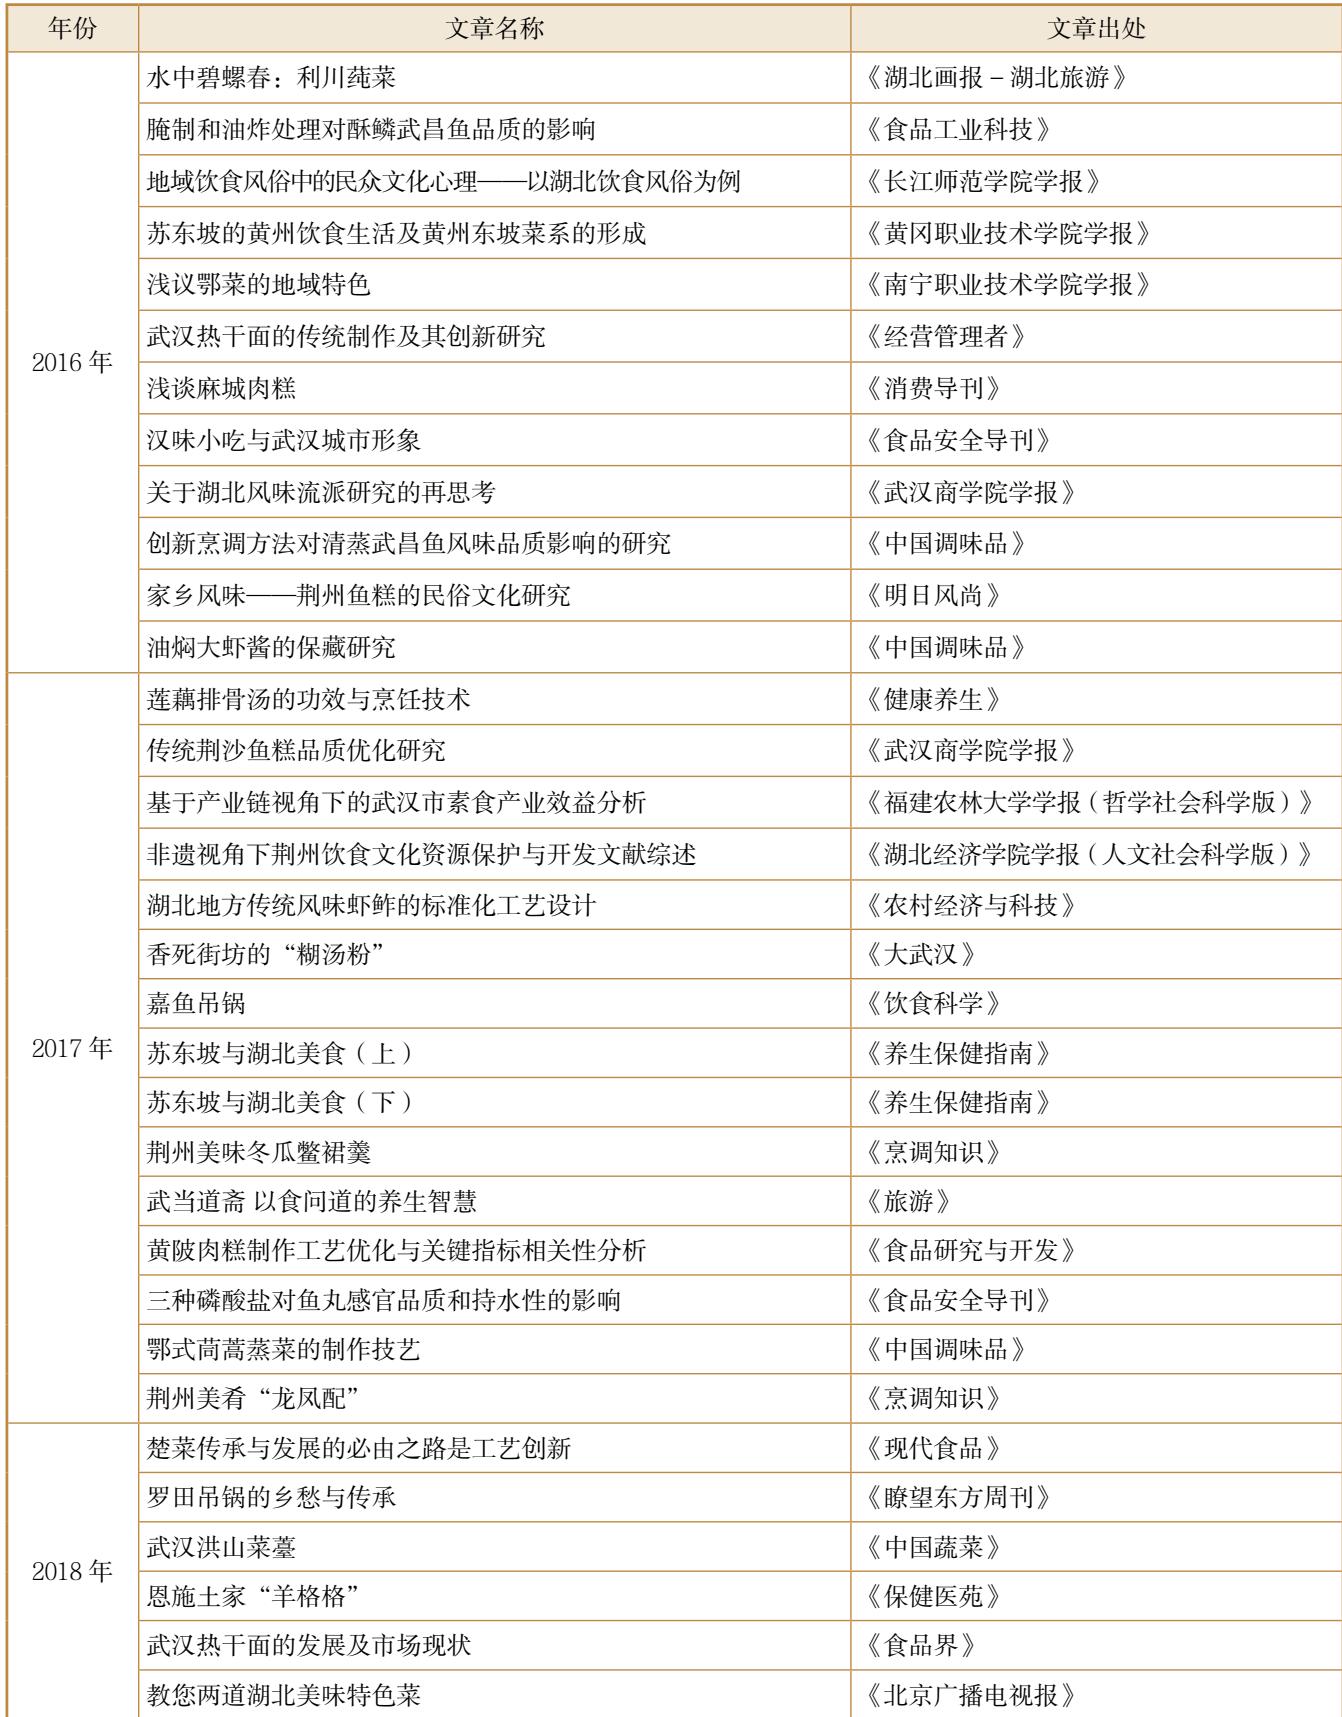 年份 文章名称 文章出处
水中碧螺春：利川莼菜 《湖北画报－湖北旅游》
腌制和油炸处理对酥鳞武昌鱼品质的影响 《食品工业科技》
地域饮食风俗中的民众文化心理——以湖北饮食风俗为例 《长江师范学院学报》
苏东坡的黄州饮食生活及黄州东坡菜系的形成 《黄冈职业技术学院学报》
浅议鄂菜的地域特色 《南宁职业技术学院学报》
武汉热干面的传统制作及其创新研究 《经营管理者》
2016 年 浅谈麻城肉糕 《消费导刊》
汉味小吃与武汉城市形象 《食品安全导刊》
关于湖北风味流派研究的再思考 《武汉商学院学报》
创新烹调方法对清蒸武昌鱼风味品质影响的研究 《中国调味品》
家乡风味——荆州鱼糕的民俗文化研究 《明日风尚》
油焖大虾酱的保藏研究 《中国调味品》
莲藕排骨汤的功效与烹饪技术 《健康养生》
传统荆沙鱼糕品质优化研究 《武汉商学院学报》
基于产业链视角下的武汉市素食产业效益分析 《福建农林大学学报（哲学社会科学版）》
非遗视角下荆州饮食文化资源保护与开发文献综述 《湖北经济学院学报（人文社会科学版）》
湖北地方传统风味虾鲊的标准化工艺设计 《农村经济与科技》
香死街坊的“糊汤粉” 《大武汉》
嘉鱼吊锅 《饮食科学》
2017 年 苏东坡与湖北美食（上） 《养生保健指南》
苏东坡与湖北美食（下） 《养生保健指南》
荆州美味冬瓜鳖裙羹 《烹调知识》
武当道斋 以食问道的养生智慧 《旅游》
黄陂肉糕制作工艺优化与关键指标相关性分析 《食品研究与开发》
三种磷酸盐对鱼丸感官品质和持水性的影响 《食品安全导刊》
鄂式茼蒿蒸菜的制作技艺 《中国调味品》
荆州美肴“龙凤配” 《烹调知识》
楚菜传承与发展的必由之路是工艺创新 《现代食品》
罗田吊锅的乡愁与传承 《瞭望东方周刊》
武汉洪山菜薹 《中国蔬菜》
2018 年 恩施土家“羊格格” 《保健医苑》
武汉热干面的发展及市场现状 《食品界》
教您两道湖北美味特色菜 《北京广播电视报》